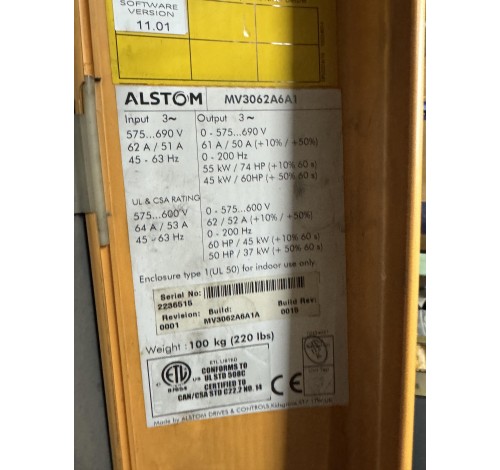 SOFTWARE
VERSION
11.01
ALSTOM MV3062A6A1
Input 3~ Output 3~
575...690 V 0 - 575...690 V
62 A / 51 A 61 A / 50 A (+10% / +50%)
45 - 63 Hz 0 - 200 Hz
55 kW / 74 HP (+10% 60 s)
45 kW / 60HP (+ 50% 60 s)
UL & CSA RATING
575...600 V 0 - 575...600 V
64 A / 53 A 62 / 52 A (+10% / +50%)
45 - 63 Hz 0 - 200 Hz
60 HP / 45 kW (+10% 60 s)
50 HP / 37 kW (+ 50% 60 s)
Enclosure type 1(UL 50) for indoor use only.
Serial No:
2236515
Revision: Build: Build Rev:
0001 MV3062A6A1A 0019
Weight : 100 kg (220 lbs)
ETL LISTED
CONFORMS TO
UL STD 508C
CERTIFIED TO
CAN/CSA STD C22.2 NO. 14
ETL
us
CE
Made by ALSTOM DRIVES & CONTROLS